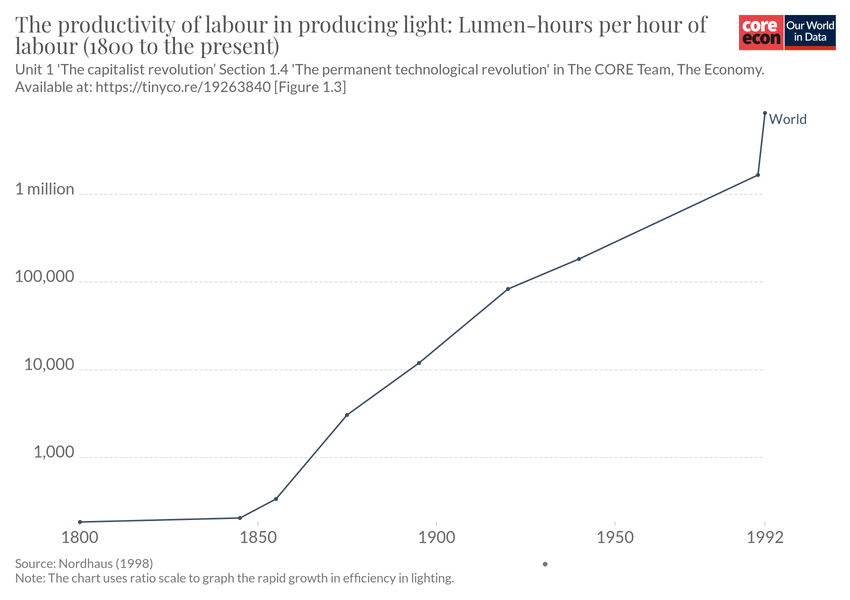 The productivity of labour in producing light: Lumen-hours per hour of
labour (1800 to the present)
core
econ
Our World
in Data
Unit 1 'The capitalist revolution’ Section 1.4 'The permanent technological revolution' in The CORE Team, The Economy.
Available at: https://tinyco.re/19263840 [Figure 1.3]
World
1 million
100,000
10,000
1,000
1800 1850 1900 1950 1992
Source: Nordhaus (1998)
Note: The chart uses ratio scale to graph the rapid growth in efficiency in lighting.